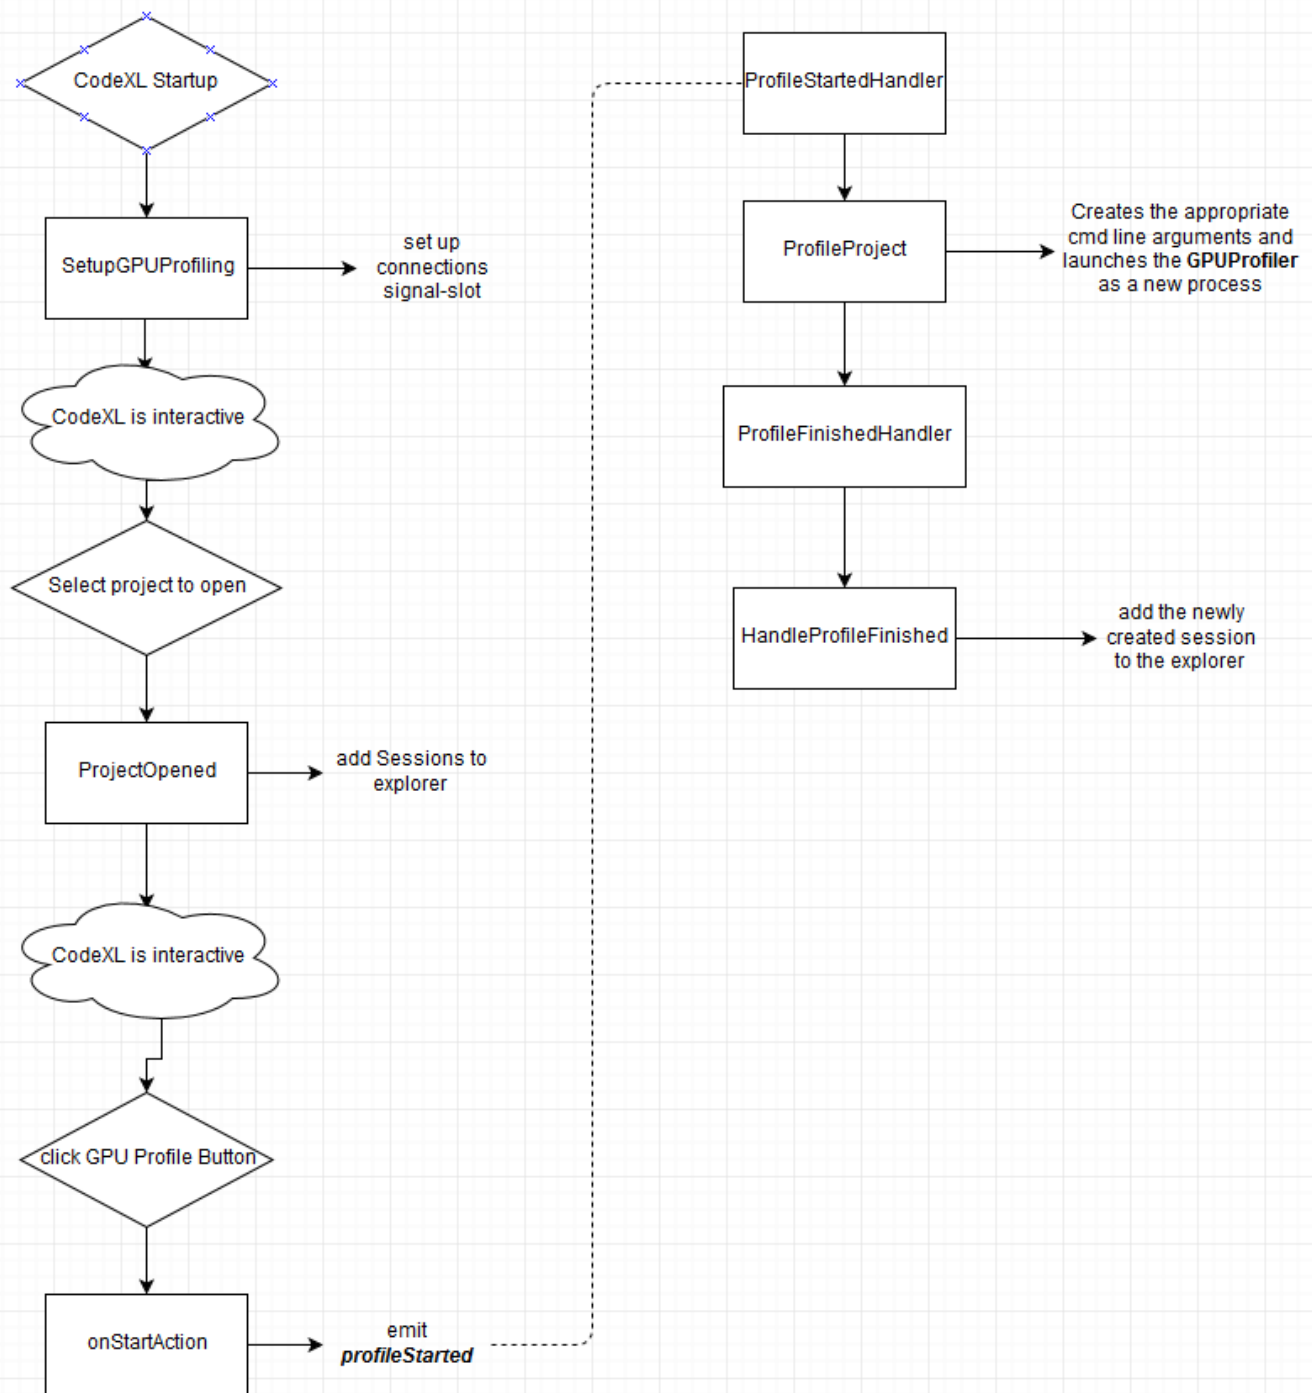 CodeXL Startup
SetupGPUProfiling
set up
connections
signal-slot
CodeXL is interactive
Select project to open
ProjectOpened
add Sessions to
explorer
CodeXL is interactive
click GPU Profile Button
onStartAction
emit
profileStarted
ProfileStartedHandler
ProfileProject
Creates the appropriate
cmd line arguments and
launches the GPUProfiler
as a new process
ProfileFinishedHandler
HandleProfileFinished
add the newly
created session
to the explorer